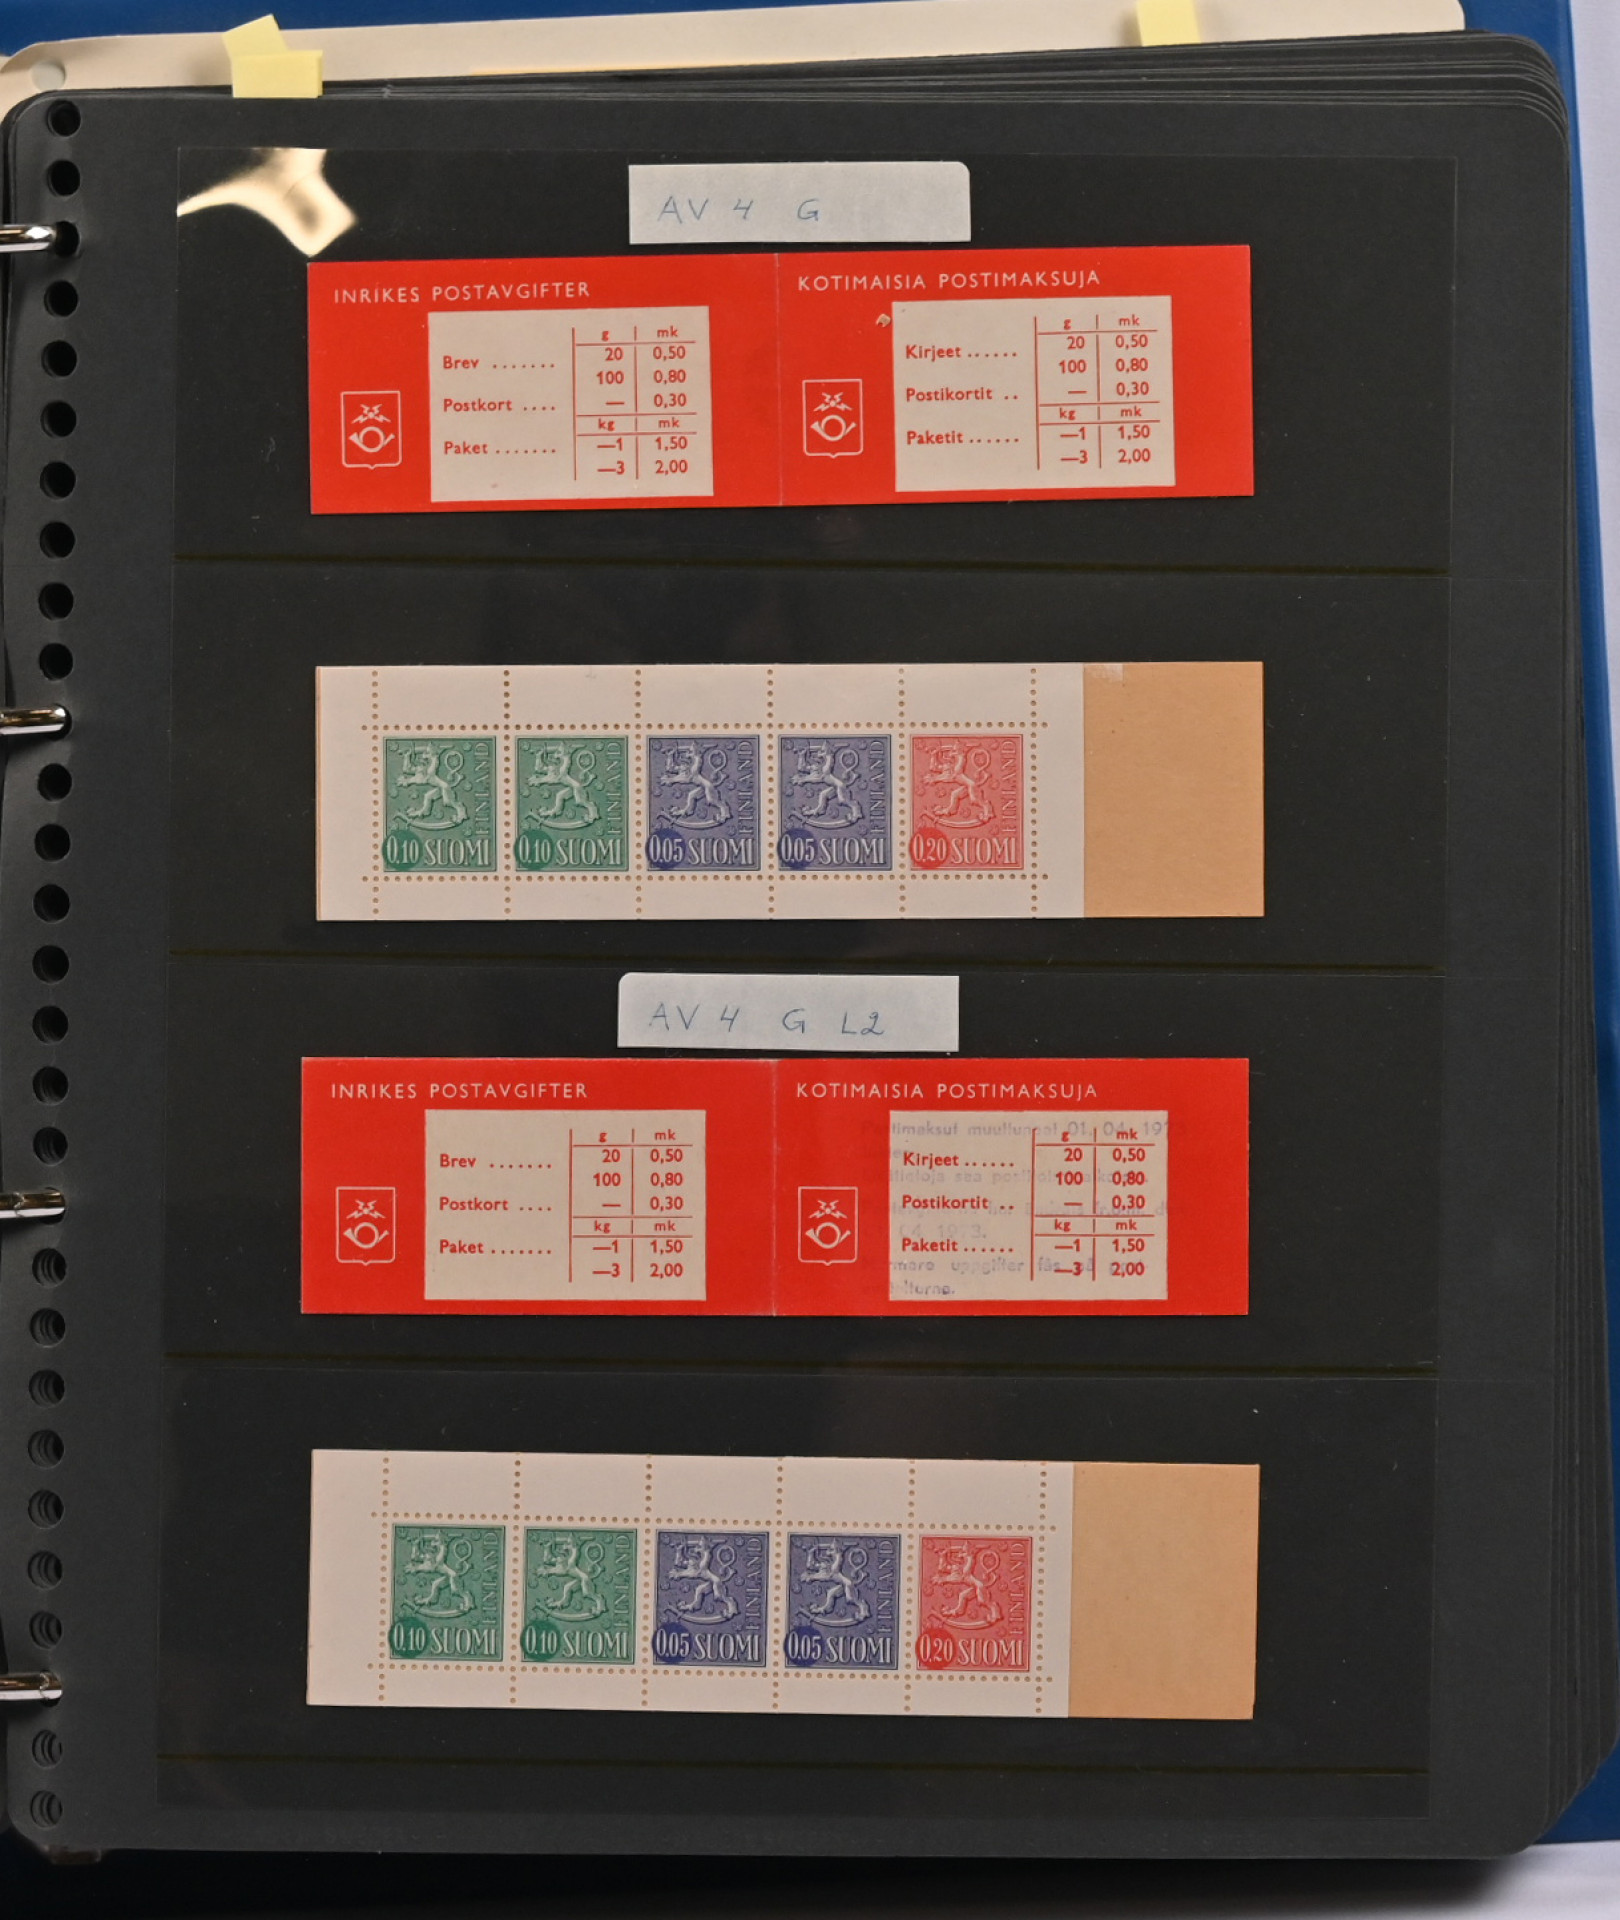 AV 4 G
INRIKES POSTAVGIFTER
g mk
Brev ....... 20 0,50
100 0,80
Postkort .... — 0,30
kg mk
Paket ....... —1 1,50
—3 2,00
KOTIMAISIA POSTIMAKSUJA
g mk
Kirjeet ...... 20 0,50
100 0,80
Postikortit .. — 0,30
kg mk
Paketit ...... —1 1,50
—3 2,00
FINLAND
0,10 SUOMI
FINLAND
0,10 SUOMI
FINLAND
0,05 SUOMI
FINLAND
0,05 SUOMI
FINLAND
0,20 SUOMI
AV 4 G L2
INRIKES POSTAVGIFTER
g mk
Brev ....... 20 0,50
100 0,80
Postkort .... — 0,30
kg mk
Paket ....... —1 1,50
—3 2,00
KOTIMAISIA POSTIMAKSUJA
01. 04.
g mk
Kirjeet ...... 20 0,50
100 0,80
Postikortit .. — 0,30
kg mk
Paketit ...... —1 1,50
uppgifter fås på
—3 2,00
FINLAND
0,10 SUOMI
FINLAND
0,10 SUOMI
FINLAND
0,05 SUOMI
FINLAND
0,05 SUOMI
FINLAND
0,20 SUOMI